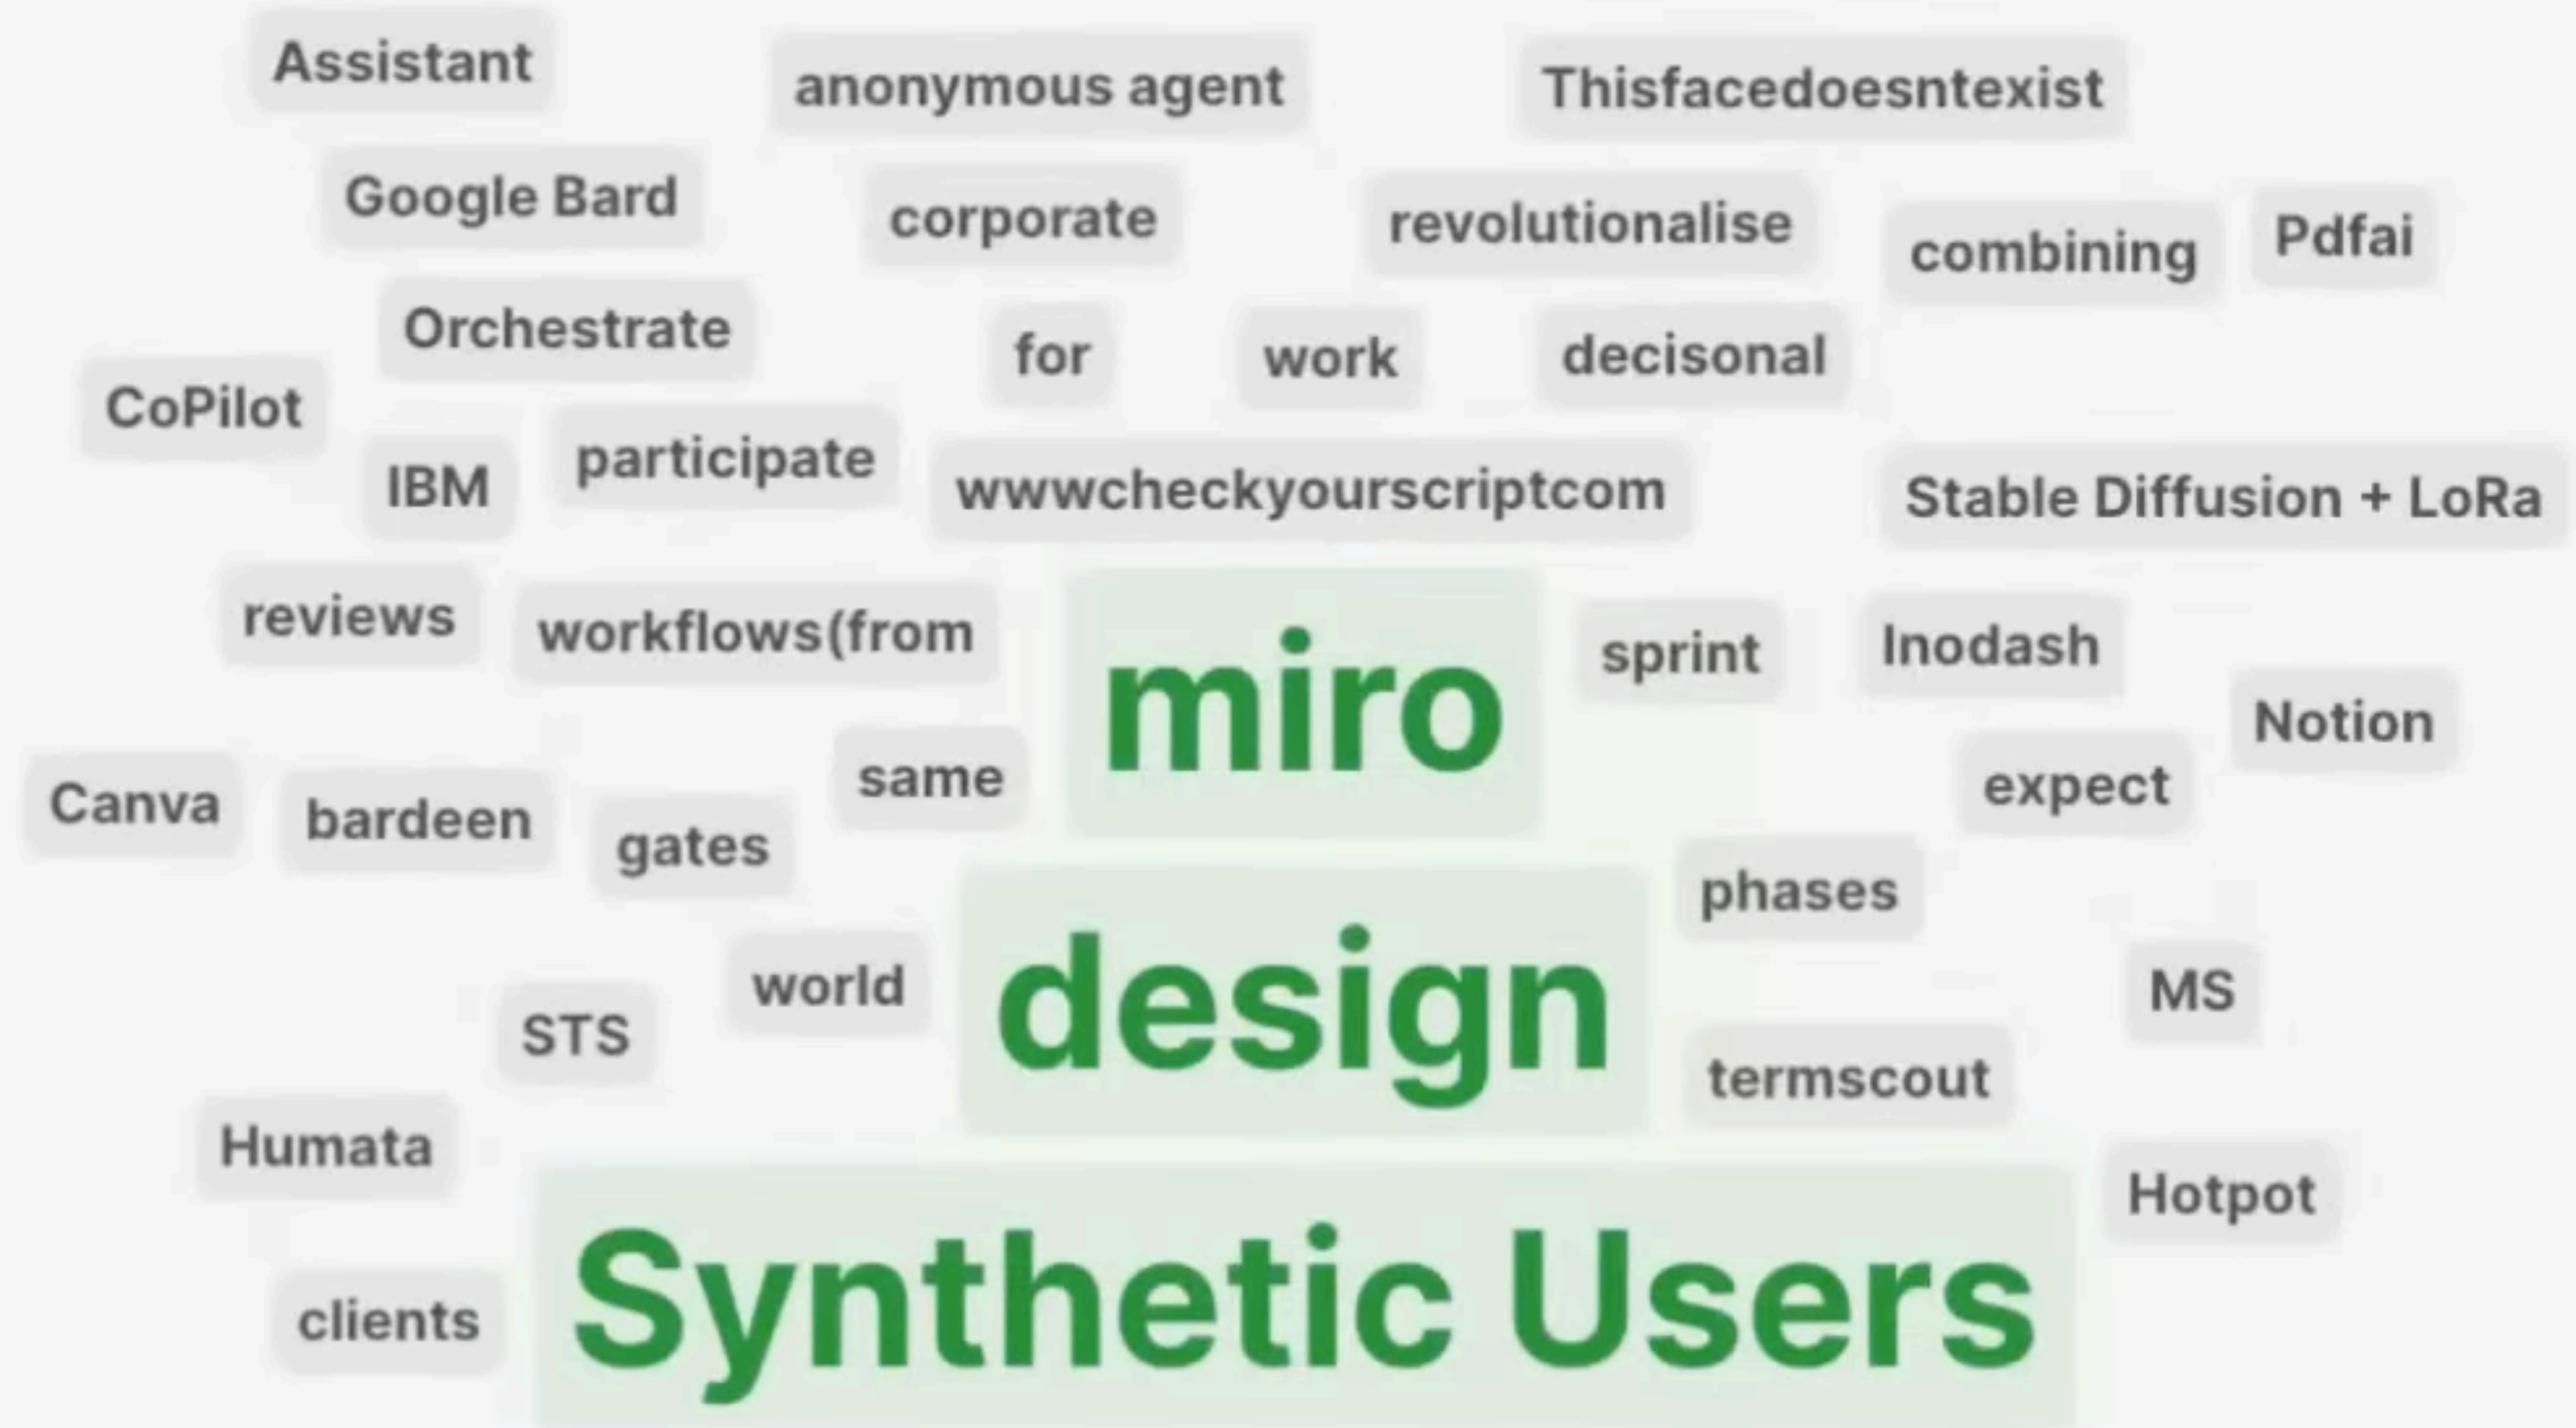 Assistant
anonymous agent
Thisfacedoesntexist
Google Bard
corporate
revolutionalise
combining
Pdfai
Orchestrate
for
work
decisonal
CoPilot
IBM
participate
wwwcheckyourscriptcom
Stable Diffusion + LoRa
reviews
workflows(from
miro
sprint
Inodash
Notion
Canva
bardeen
gates
same
expect
phases
STS
world
design
MS
termscout
Humata
Hotpot
clients
Synthetic Users